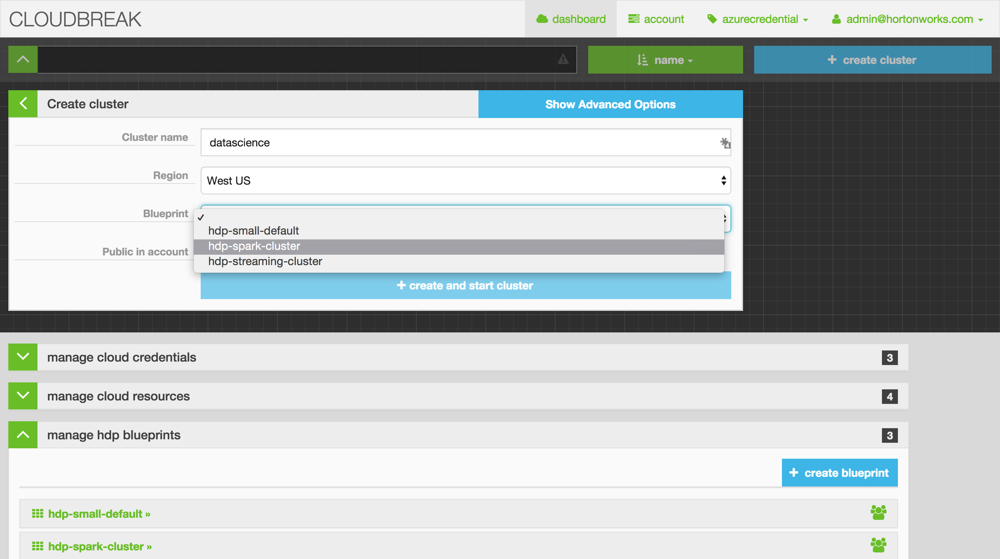 CLOUDBREAK
dashboard
account
azurecredential
admin@hortonworks.com
name
+ create cluster
Create cluster
Show Advanced Options
Cluster name
datascience
4
Region
West US
Blueprint
✓
hdp-small-default
hdp-spark-cluster
hdp-streaming-cluster
Public in account
+ create and start cluster
manage cloud credentials
3
manage cloud resources
4
manage hdp blueprints
3
+ create blueprint
hdp-small-default »
hdp-spark-cluster »